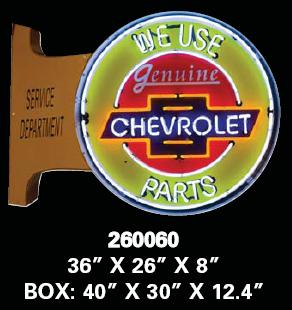 WE USE
Genuine
CHEVROLET
PARTS
SERVICE
DEPARTMENT
260060
36" X 26" X 8"
BOX: 40" X 30" X 12.4"